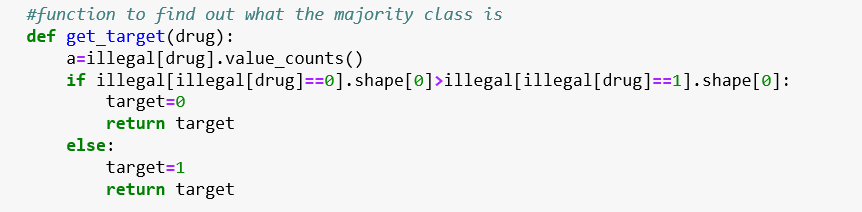 #function to find out what the majority class is
def get_target(drug):
    a=illegal[drug].value_counts()
    if illegal[illegal[drug]==0].shape[0]>illegal[illegal[drug]==1].shape[0]:
        target=0
        return target
    else:
        target=1
        return target